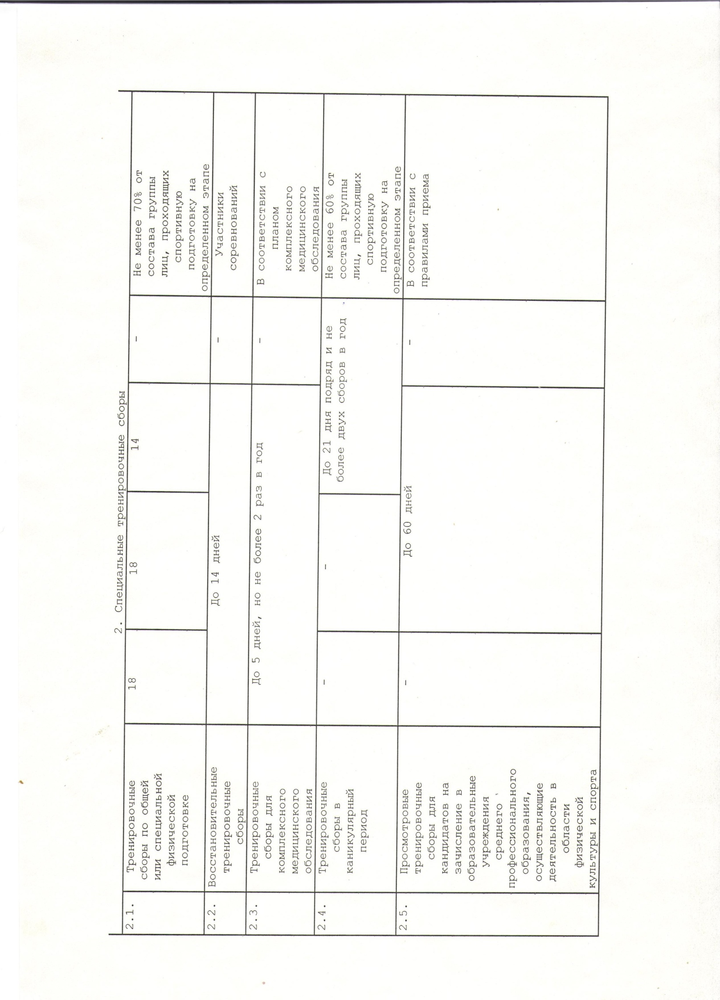 2. Специальные тренировочные сборы
2.1.
Тренировочные
сборы по общей
или специальной
физической
подготовке
18
18
14
–
Не менее 70% от
состава группы
лиц, проходящих
спортивную
подготовку на
определенном этапе
2.2.
Восстановительные
тренировочные
сборы
До 14 дней
–
Участники
соревнований
2.3.
Тренировочные
сборы для
комплексного
медицинского
обследования
До 5 дней, но не более 2 раз в год
–
В соответствии с
планом
комплексного
медицинского
обследования
2.4.
Тренировочные
сборы в
каникулярный
период
–
–
До 21 дня подряд и не
более двух сборов в год
Не менее 60% от
состава группы
лиц, проходящих
спортивную
подготовку на
определенном этапе
2.5.
Просмотровые
тренировочные
сборы для
кандидатов на
зачисление в
образовательные
учреждения
среднего
профессионального
образования,
осуществляющие
деятельность в
области
физической
культуры и спорта
–
До 60 дней
–
В соответствии с
правилами приема